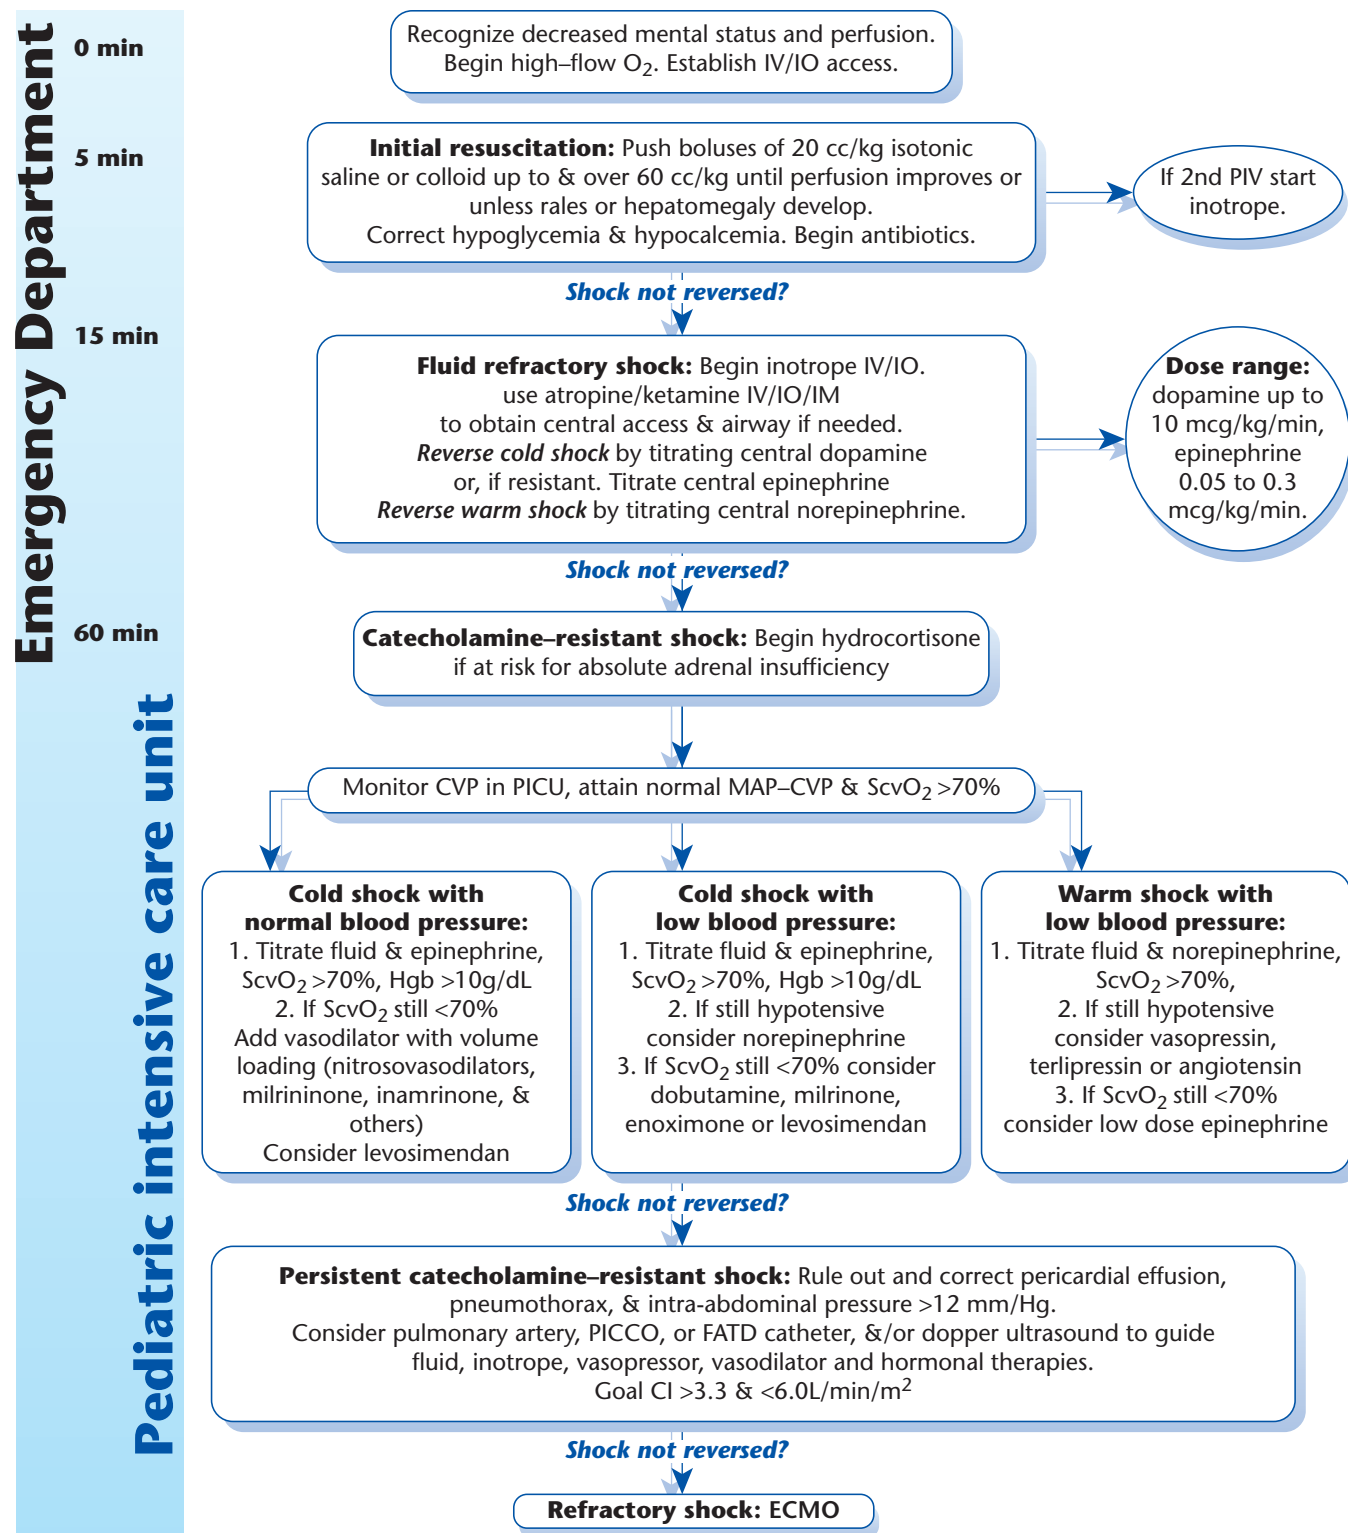 Emergency Department
Pediatric intensive care unit
0 min
Recognize decreased mental status and perfusion.
Begin high–flow O2. Establish IV/IO access.
5 min
Initial resuscitation: Push boluses of 20 cc/kg isotonic
saline or colloid up to & over 60 cc/kg until perfusion improves or
unless rales or hepatomegaly develop.
Correct hypoglycemia & hypocalcemia. Begin antibiotics.
If 2nd PIV start
inotrope.
Shock not reversed?
15 min
Fluid refractory shock: Begin inotrope IV/IO.
use atropine/ketamine IV/IO/IM
to obtain central access & airway if needed.
Reverse cold shock by titrating central dopamine
or, if resistant. Titrate central epinephrine
Reverse warm shock by titrating central norepinephrine.
Dose range:
dopamine up to
10 mcg/kg/min,
epinephrine
0.05 to 0.3
mcg/kg/min.
Shock not reversed?
60 min
Catecholamine–resistant shock: Begin hydrocortisone
if at risk for absolute adrenal insufficiency
Monitor CVP in PICU, attain normal MAP–CVP & ScvO2 >70%
Cold shock with
normal blood pressure:
1. Titrate fluid & epinephrine,
ScvO2 >70%, Hgb >10g/dL
2. If ScvO2 still <70%
Add vasodilator with volume
loading (nitrosovasodilators,
milrininone, inamrinone, &
others)
Consider levosimendan
Cold shock with
low blood pressure:
1. Titrate fluid & epinephrine,
ScvO2 >70%, Hgb >10g/dL
2. If still hypotensive
consider norepinephrine
3. If ScvO2 still <70% consider
dobutamine, milrinone,
enoximone or levosimendan
Warm shock with
low blood pressure:
1. Titrate fluid & norepinephrine,
ScvO2 >70%,
2. If still hypotensive
consider vasopressin,
terlipressin or angiotensin
3. If ScvO2 still <70%
consider low dose epinephrine
Shock not reversed?
Persistent catecholamine–resistant shock: Rule out and correct pericardial effusion,
pneumothorax, & intra-abdominal pressure >12 mm/Hg.
Consider pulmonary artery, PICCO, or FATD catheter, &/or dopper ultrasound to guide
fluid, inotrope, vasopressor, vasodilator and hormonal therapies.
Goal CI >3.3 & <6.0L/min/m2
Shock not reversed?
Refractory shock: ECMO